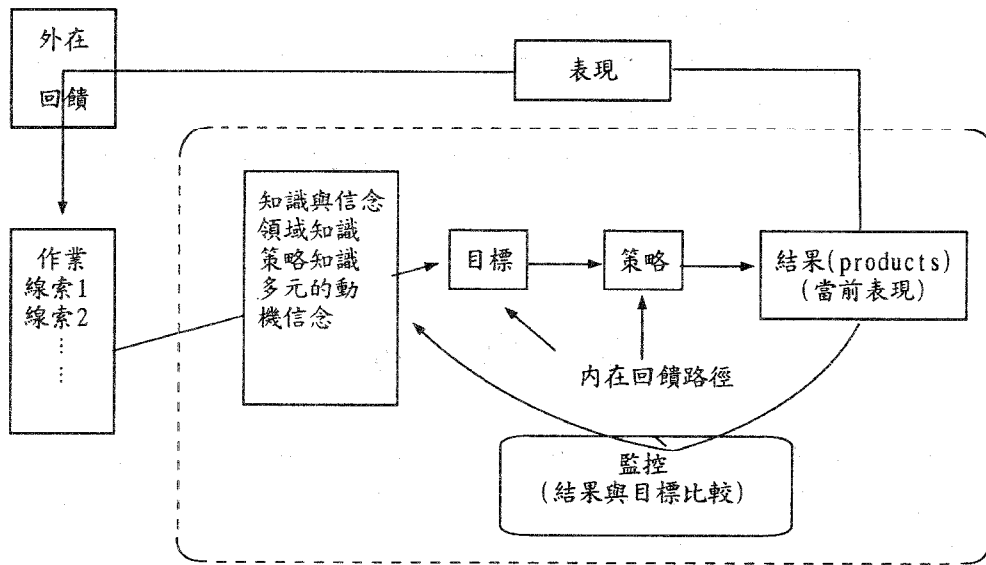 外在
回饋
表現
作業
線索1
線索2
……
……
知識與信念
領域知識
策略知識
多元的動
機信念
目標
策略
結果(products)
(當前表現)
內在回饋路徑
監控
(結果與目標比較)